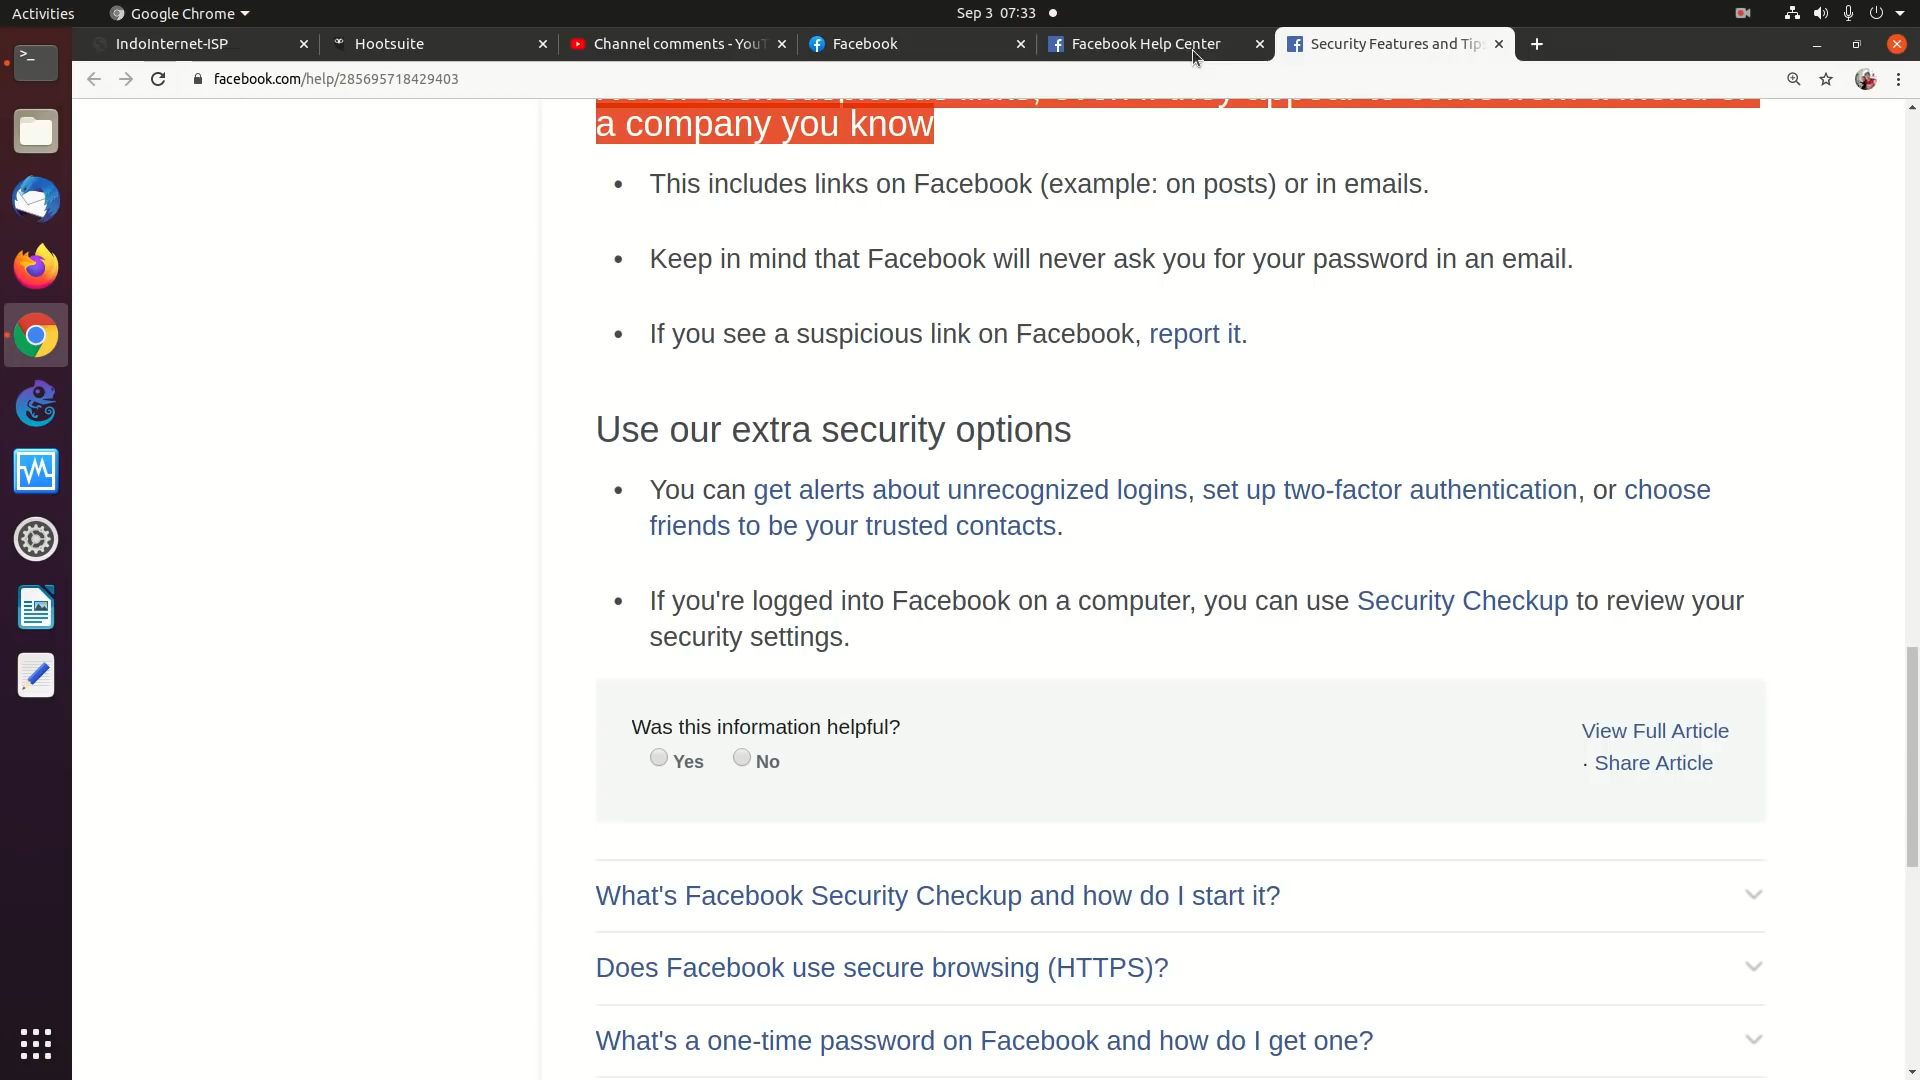 Activities
Google Chrome
Sep 3 07:33
IndoInternet-ISP
Hootsuite
Channel comments - YouT
Facebook
Facebook Help Center
Security Features and Tip
facebook.com/help/285695718429403
a company you know
• This includes links on Facebook (example: on posts) or in emails.
• Keep in mind that Facebook will never ask you for your password in an email.
• If you see a suspicious link on Facebook, report it.
Use our extra security options
• You can get alerts about unrecognized logins, set up two-factor authentication, or choose
friends to be your trusted contacts.
• If you're logged into Facebook on a computer, you can use Security Checkup to review your
security settings.
Was this information helpful?
Yes No
View Full Article
· Share Article
What's Facebook Security Checkup and how do I start it?
Does Facebook use secure browsing (HTTPS)?
What's a one-time password on Facebook and how do I get one?